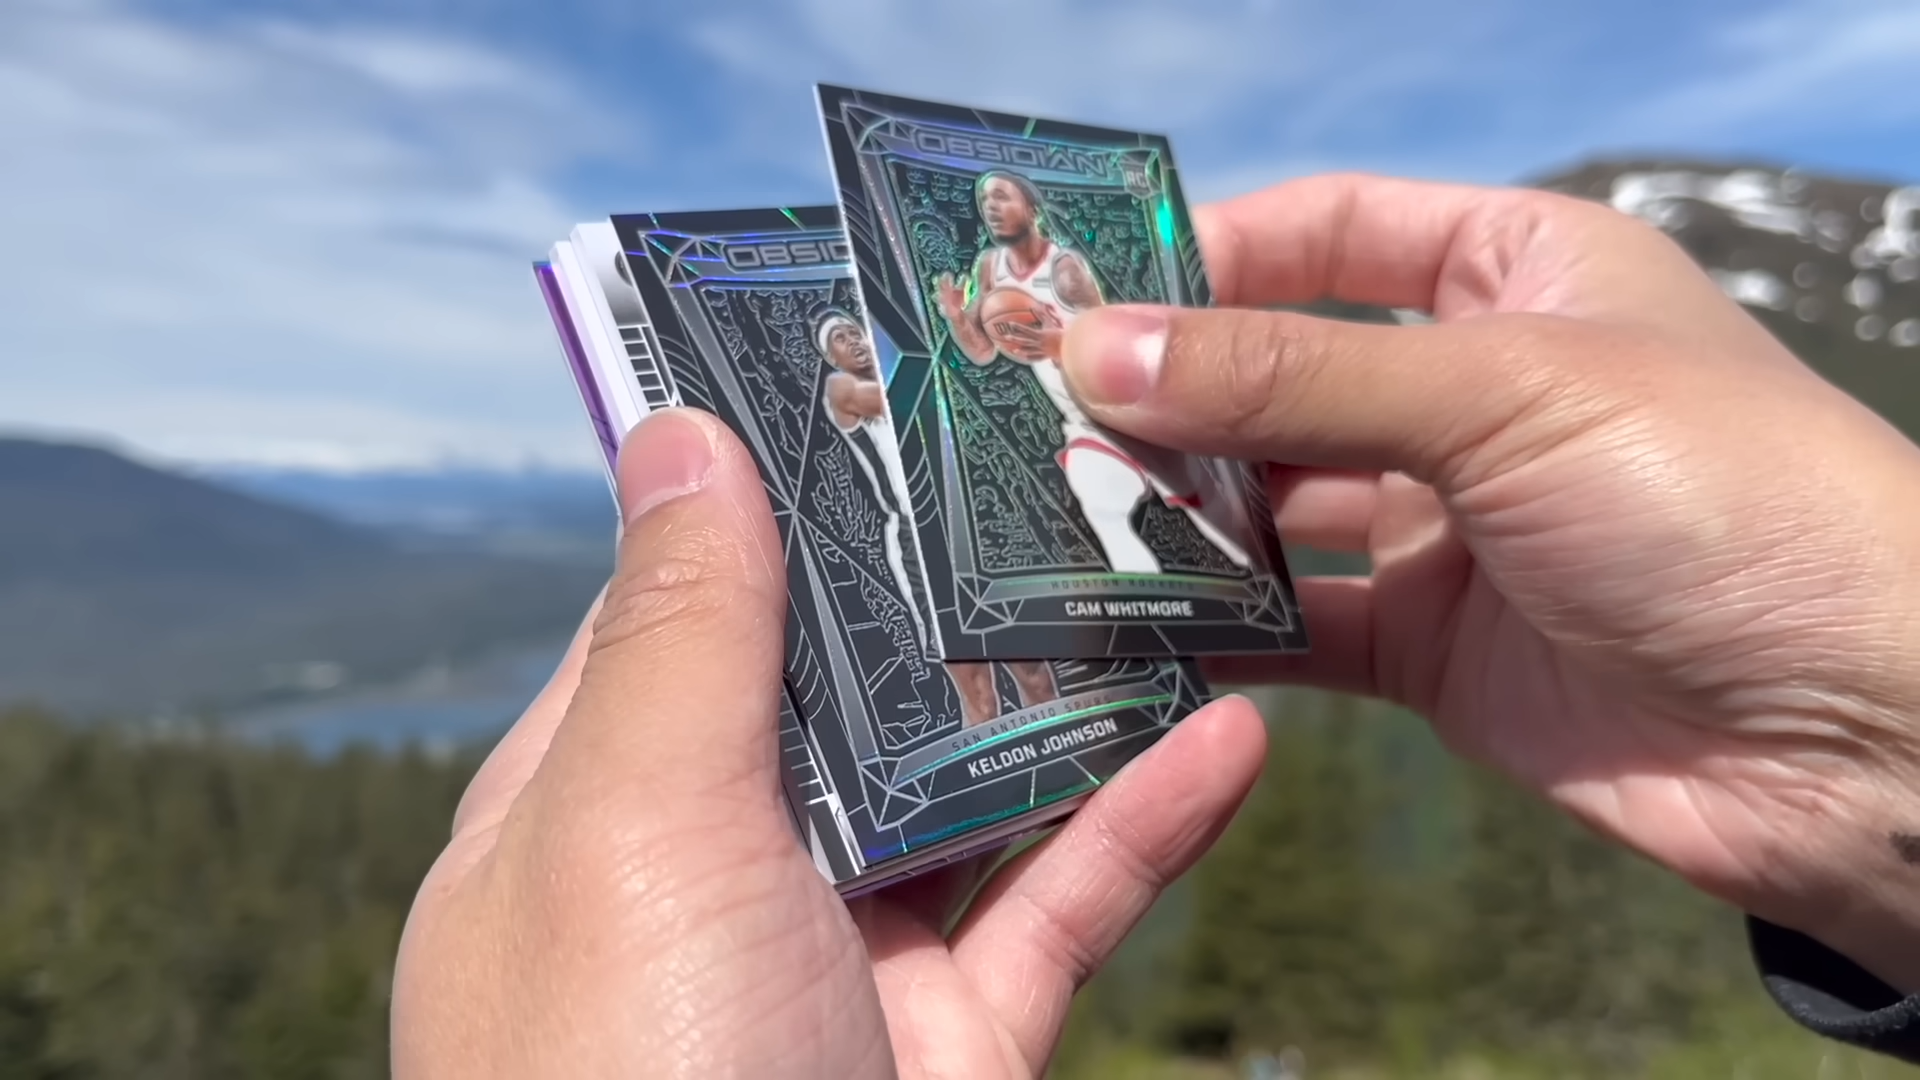 OBSIDIAN
RC
HOUSTON ROCKETS
CAM WHITMORE
OBSID
SAN ANTONIO SPURS
KELDON JOHNSON